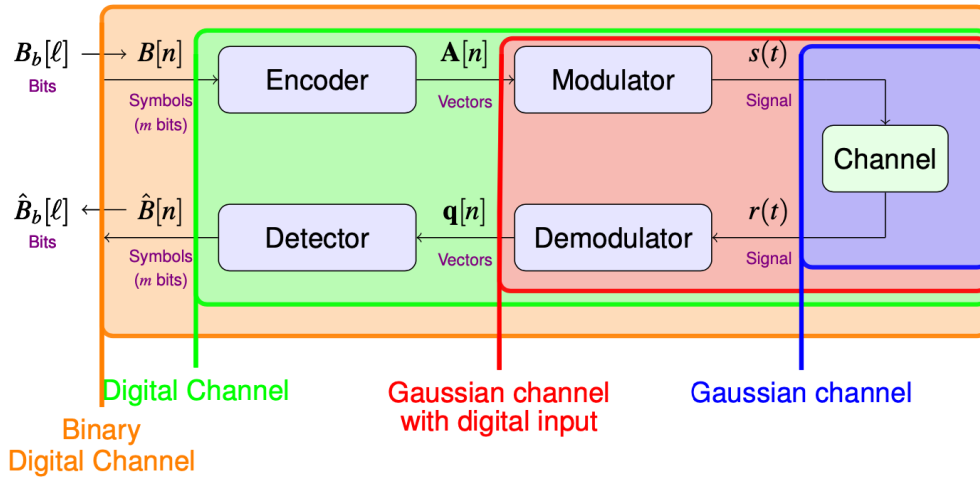 B_b[ℓ] B[n] A[n] s(t)
Encoder Modulator
Bits Symbols Vectors Signal
(m bits)
Channel
B̂_b[ℓ] B̂[n] q[n] r(t)
Detector Demodulator
Bits Symbols Vectors Signal
(m bits)
Digital Channel Gaussian channel Gaussian channel
with digital input
Binary
Digital Channel